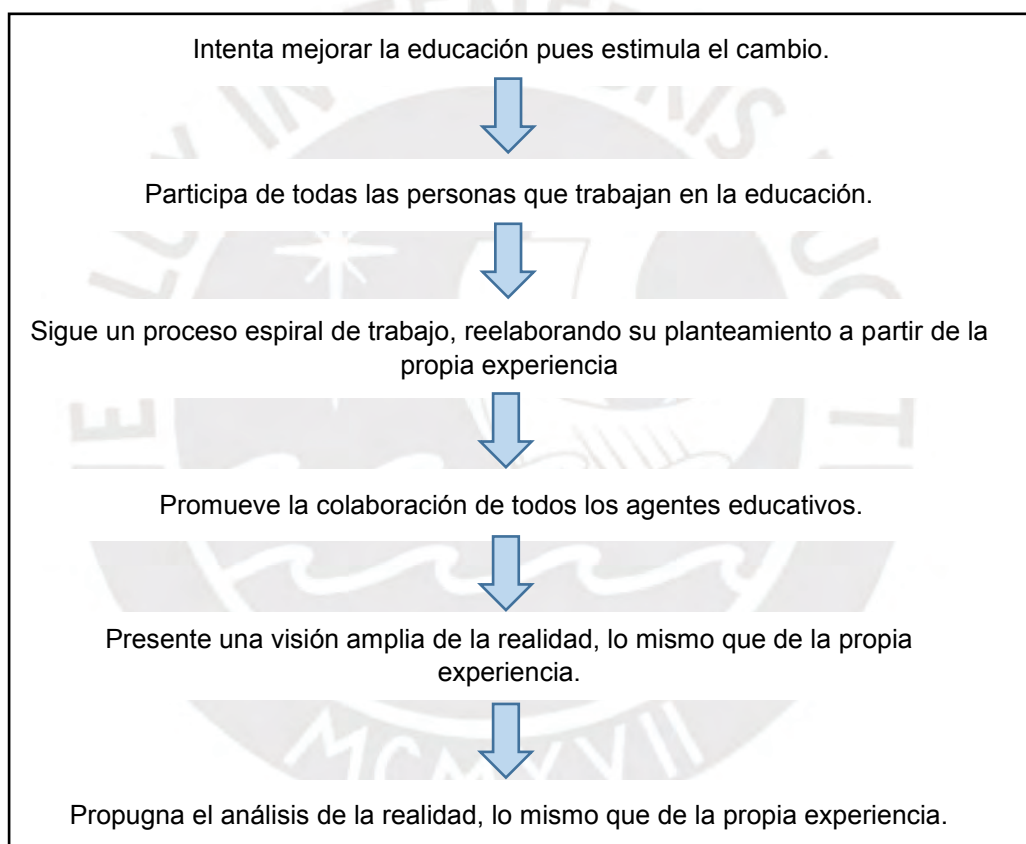 Intenta mejorar la educación pues estimula el cambio.
Participa de todas las personas que trabajan en la educación.
Sigue un proceso espiral de trabajo, reelaborando su planteamiento a partir de la
propia experiencia
Promueve la colaboración de todos los agentes educativos.
Presente una visión amplia de la realidad, lo mismo que de la propia
experiencia.
MCMXVII
Propugna el análisis de la realidad, lo mismo que de la propia experiencia.